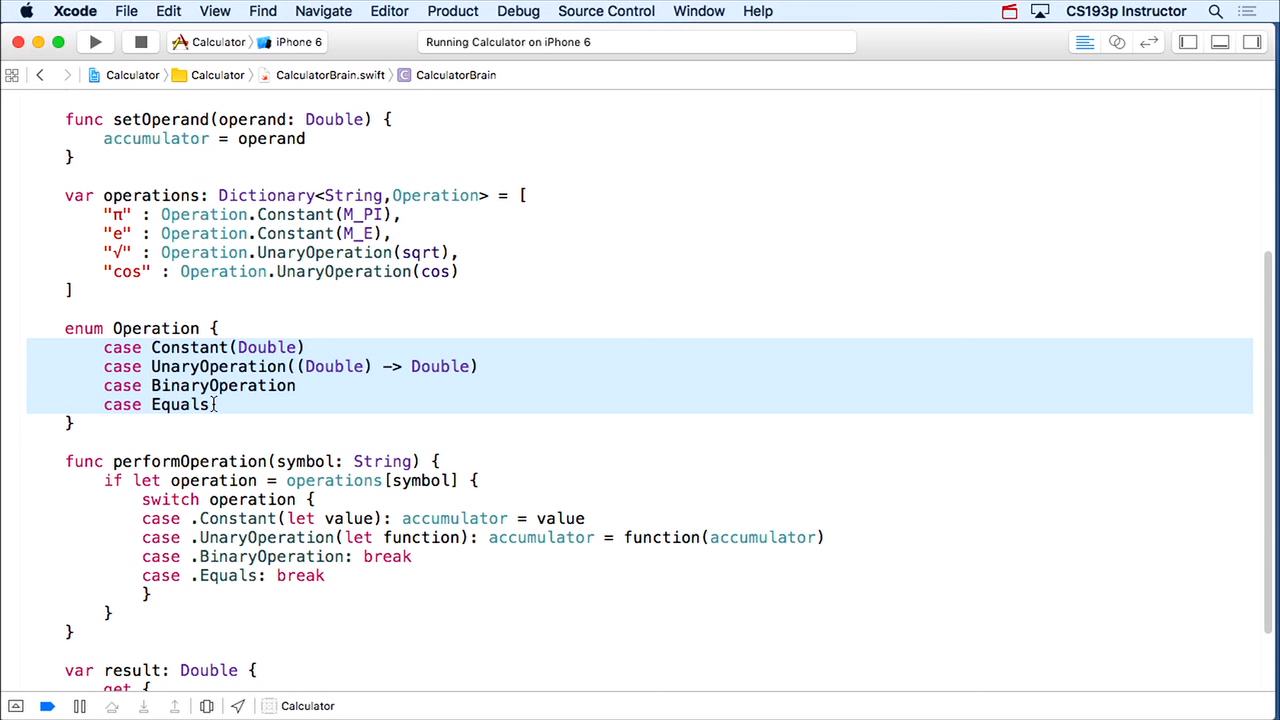 Xcode File Edit View Find Navigate Editor Product Debug Source Control Window Help CS193p Instructor
Calculator iPhone 6 Running Calculator on iPhone 6
Calculator Calculator CalculatorBrain.swift C CalculatorBrain
func setOperand(operand: Double) {
accumulator = operand
}
var operations: Dictionary<String,Operation> = [
"π" : Operation.Constant(M_PI),
"e" : Operation.Constant(M_E),
"√" : Operation.UnaryOperation(sqrt),
"cos" : Operation.UnaryOperation(cos)
]
enum Operation {
case Constant(Double)
case UnaryOperation((Double) -> Double)
case BinaryOperation
case Equals
}
func performOperation(symbol: String) {
if let operation = operations[symbol] {
switch operation {
case .Constant(let value): accumulator = value
case .UnaryOperation(let function): accumulator = function(accumulator)
case .BinaryOperation: break
case .Equals: break
}
}
}
var result: Double {
get {
Calculator